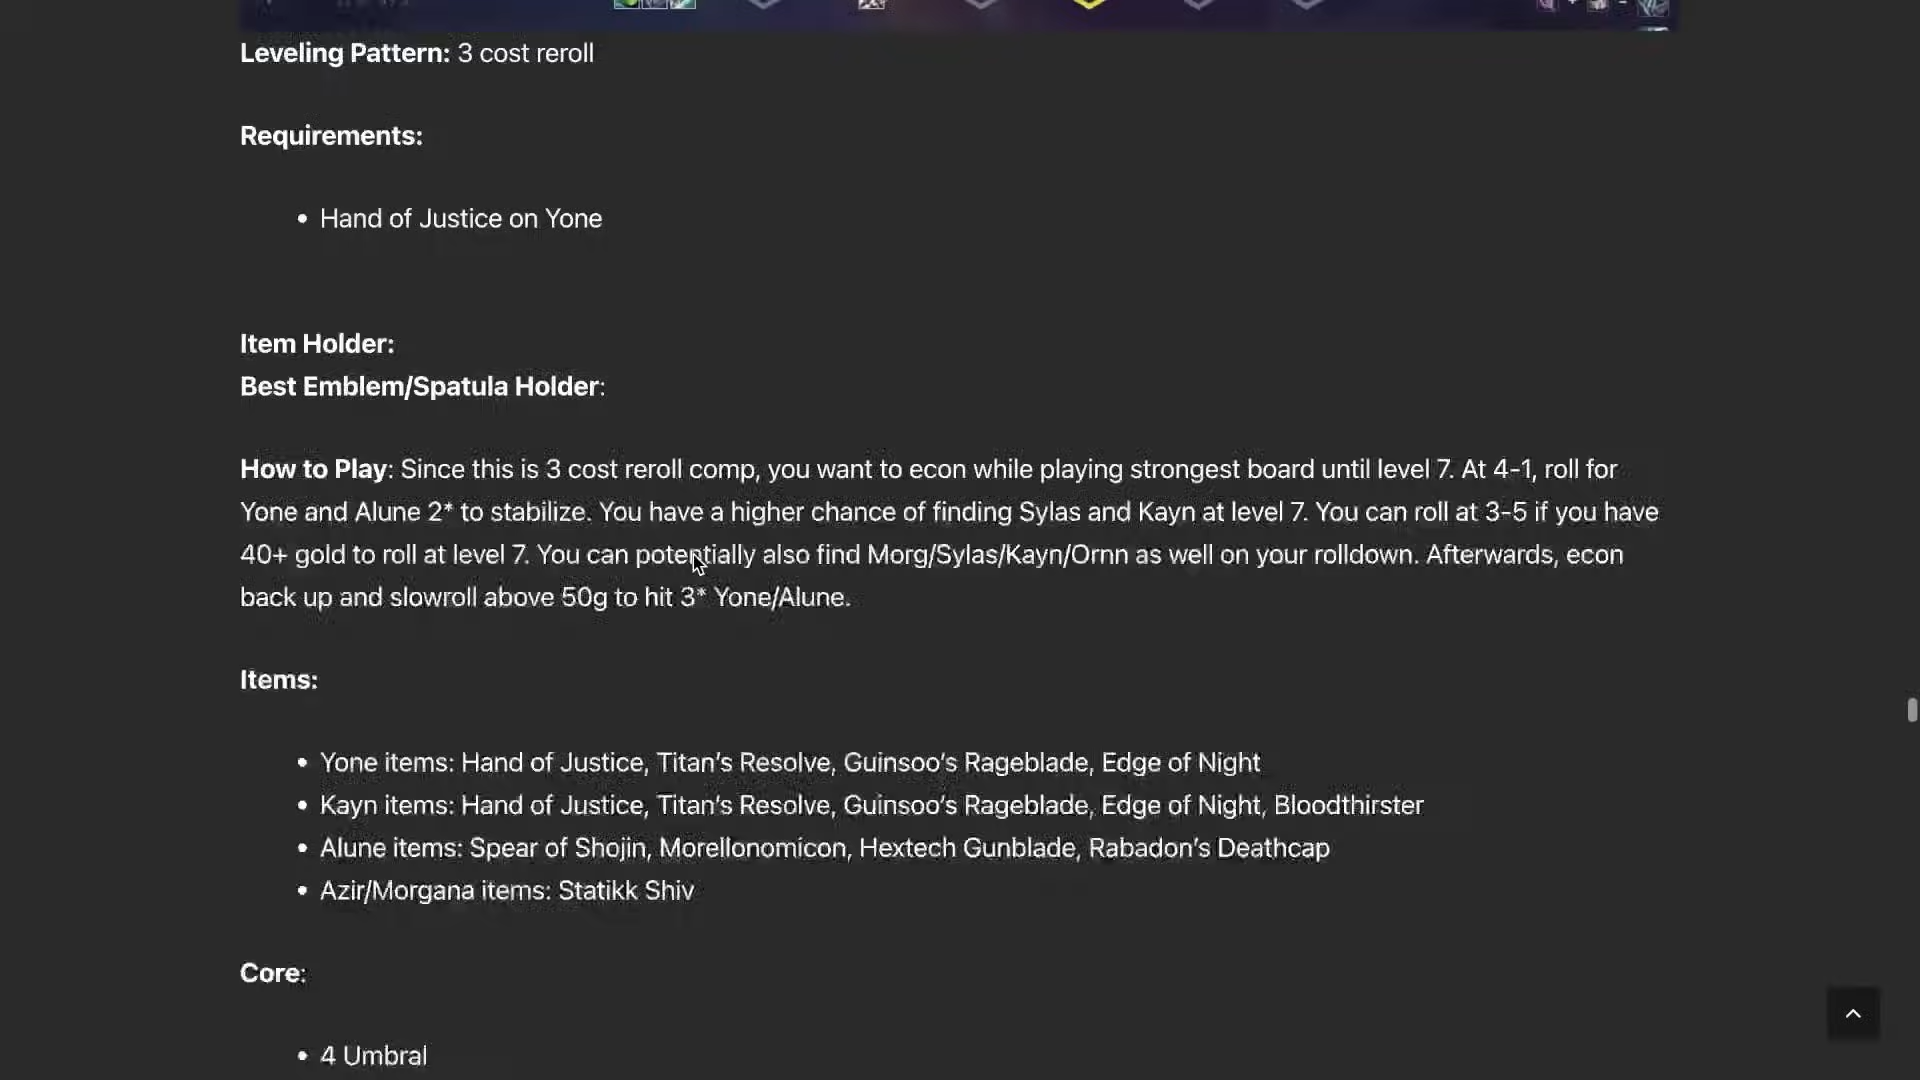 Leveling Pattern: 3 cost reroll
Requirements:
• Hand of Justice on Yone
Item Holder:
Best Emblem/Spatula Holder:
How to Play: Since this is 3 cost reroll comp, you want to econ while playing strongest board until level 7. At 4-1, roll for
Yone and Alune 2* to stabilize. You have a higher chance of finding Sylas and Kayn at level 7. You can roll at 3-5 if you have
40+ gold to roll at level 7. You can potentially also find Morg/Sylas/Kayn/Ornn as well on your rolldown. Afterwards, econ
back up and slowroll above 50g to hit 3* Yone/Alune.
Items:
• Yone items: Hand of Justice, Titan’s Resolve, Guinsoo’s Rageblade, Edge of Night
• Kayn items: Hand of Justice, Titan’s Resolve, Guinsoo’s Rageblade, Edge of Night, Bloodthirster
• Alune items: Spear of Shojin, Morellonomicon, Hextech Gunblade, Rabadon’s Deathcap
• Azir/Morgana items: Statikk Shiv
Core:
• 4 Umbral